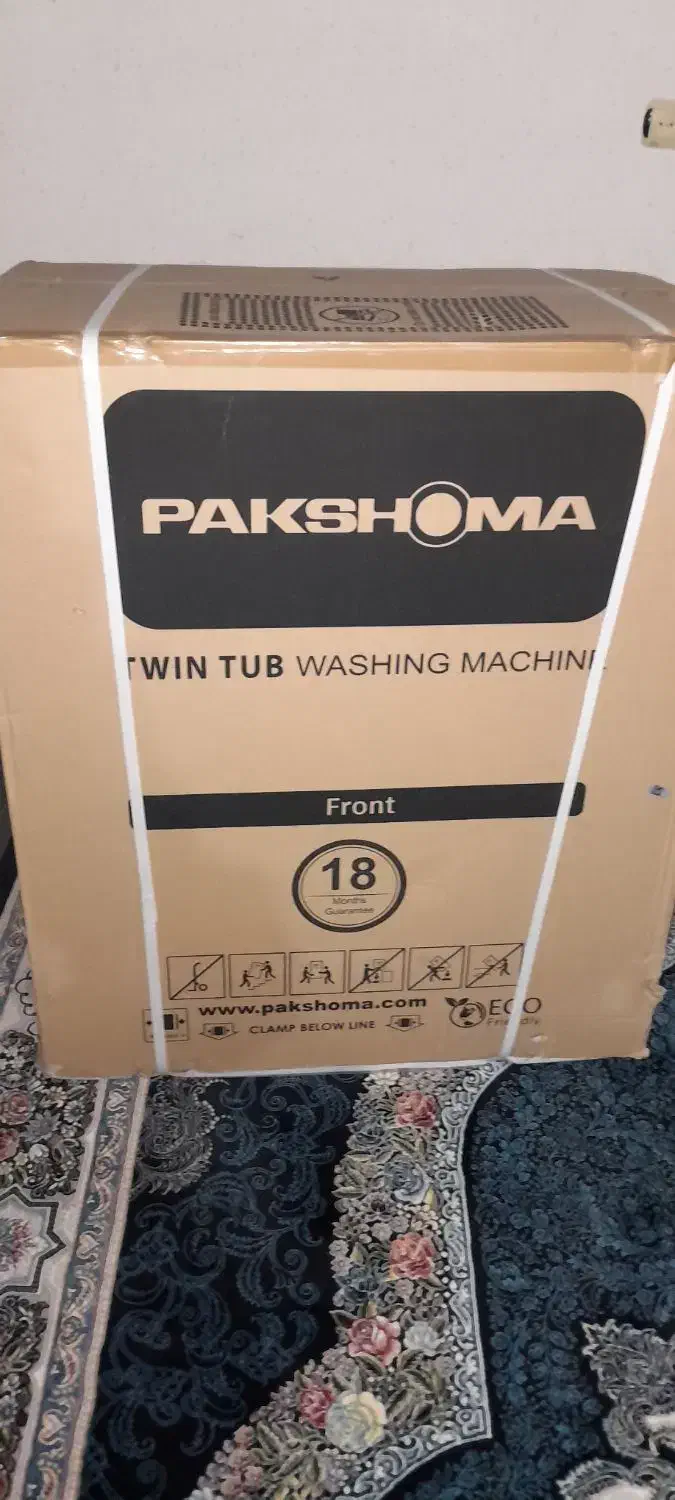 PAKSHOMA
TWIN TUB WASHING MACHINE
Front
18
Months
Guarantee
www.pakshoma.com
CLAMP BELOW LINE
ECO
Friendly